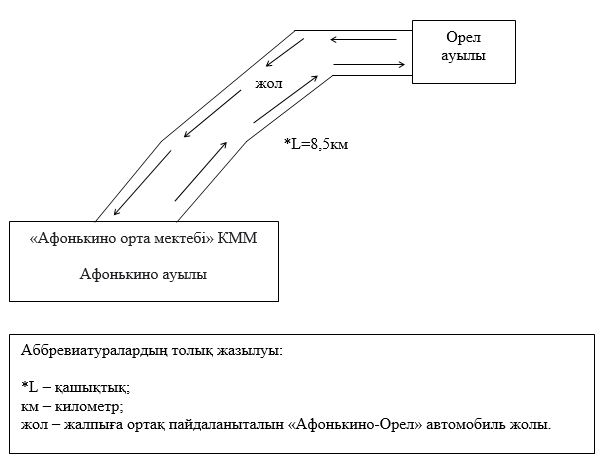 Орел
ауылы
жол
*L=8,5км
«Афонькино орта мектебі» КММ
Афонькино ауылы
Аббревиатуралардың толық жазылуы:
*L – қашықтық;
км – километр;
жол – жалпыға ортақ пайдаланыталын «Афонькино-Орел» автомобиль жолы.